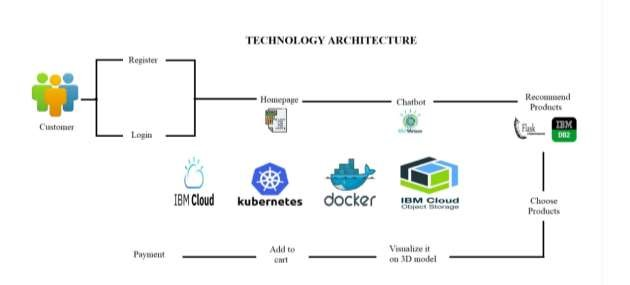 TECHNOLOGY ARCHITECTURE
Register
Customer
Login
Homepage
Chatbot
Recommend
Products
Flask
IBM
DB2
IBM Cloud
kubernetes
docker
IBM Cloud
Object Storage
Choose
Products
Payment
Add to
cart
Visualize it
on 3D model